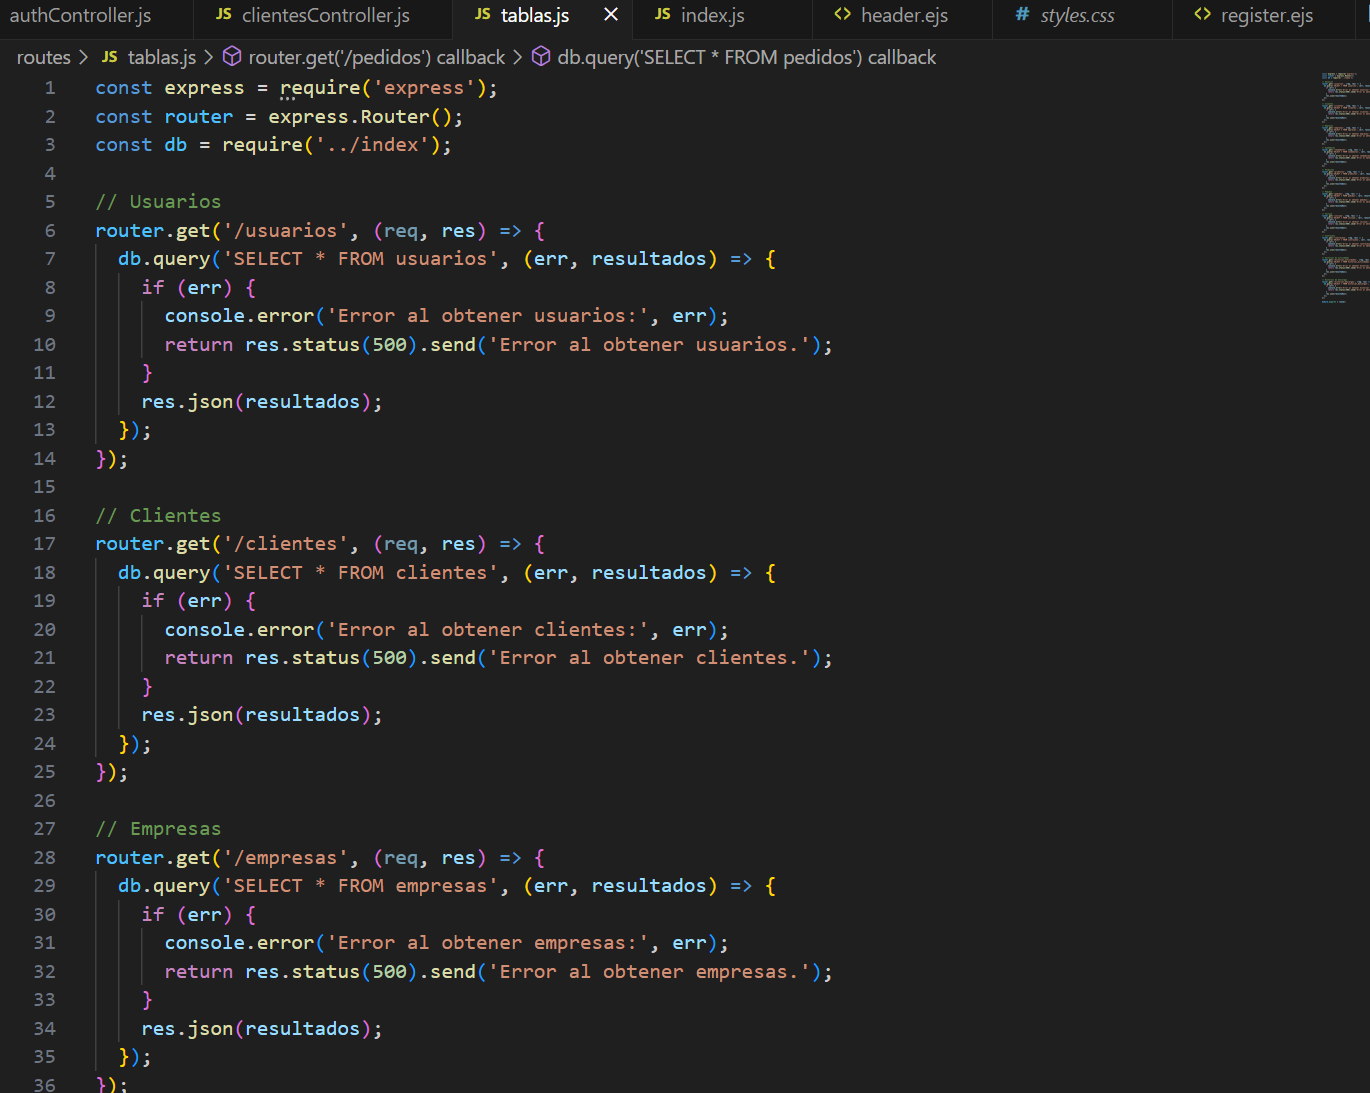 authController.js JS clientesController.js JS tablas.js JS index.js <> header.ejs # styles.css <> register.ejs
routes > JS tablas.js > router.get('/pedidos') callback > db.query('SELECT * FROM pedidos') callback
1 const express = require('express');
2 const router = express.Router();
3 const db = require('../index');
4
5 // Usuarios
6 router.get('/usuarios', (req, res) => {
7 db.query('SELECT * FROM usuarios', (err, resultados) => {
8 if (err) {
9 console.error('Error al obtener usuarios:', err);
10 return res.status(500).send('Error al obtener usuarios.');
11 }
12 res.json(resultados);
13 });
14 });
15
16 // Clientes
17 router.get('/clientes', (req, res) => {
18 db.query('SELECT * FROM clientes', (err, resultados) => {
19 if (err) {
20 console.error('Error al obtener clientes:', err);
21 return res.status(500).send('Error al obtener clientes.');
22 }
23 res.json(resultados);
24 });
25 });
26
27 // Empresas
28 router.get('/empresas', (req, res) => {
29 db.query('SELECT * FROM empresas', (err, resultados) => {
30 if (err) {
31 console.error('Error al obtener empresas:', err);
32 return res.status(500).send('Error al obtener empresas.');
33 }
34 res.json(resultados);
35 });
36 });